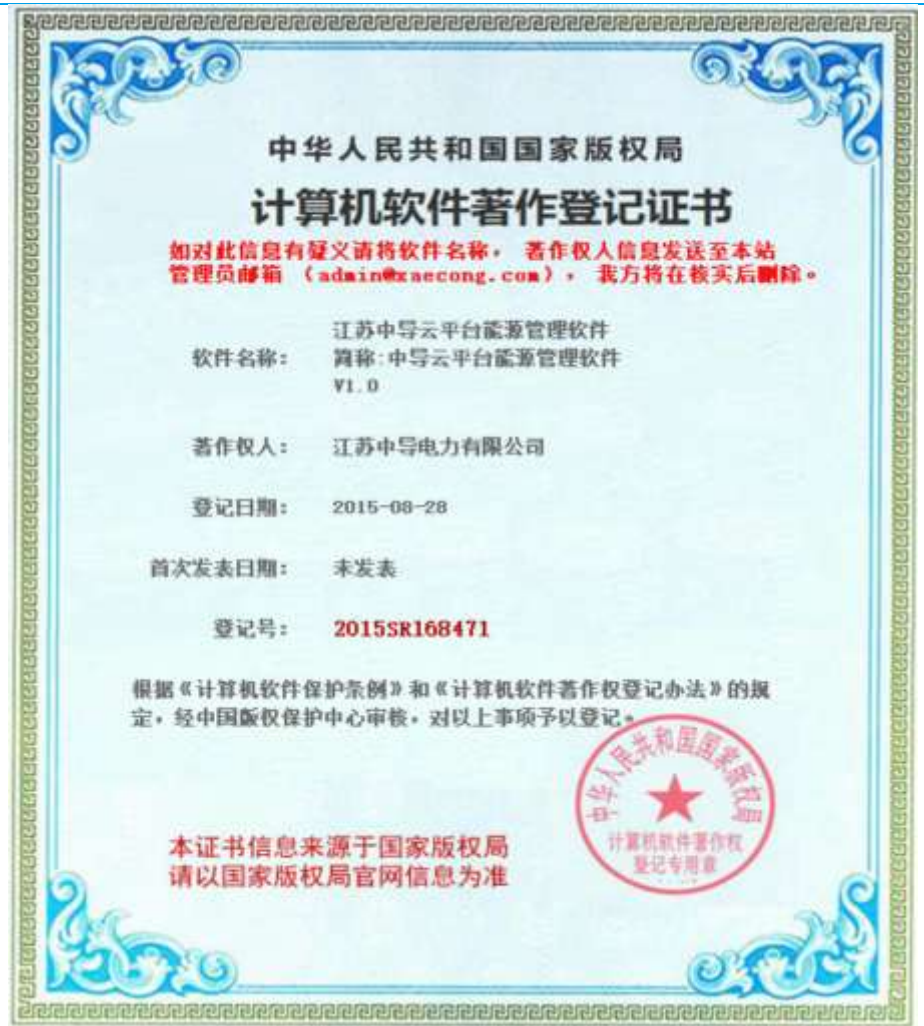 中华人民共和国国家版权局
计算机软件著作登记证书
如对此信息有疑义请将软件名称， 著作权人信息发送至本站
管理员邮箱 （admin@xaecong.com）， 我方将在核实后删除。
江苏中导云平台能源管理软件
软件名称： 简称:中导云平台能源管理软件
V1.0
著作权人： 江苏中导电力有限公司
登记日期： 2015-08-28
首次发表日期： 未发表
登记号： 2015SR168471
根据《计算机软件保护条例》和《计算机软件著作权登记办法》的规
定，经中国版权保护中心审核，对以上事项予以登记。
中华人民共和国国家版权局
计算机软件著作权
登记专用章
本证书信息来源于国家版权局
请以国家版权局官网信息为准